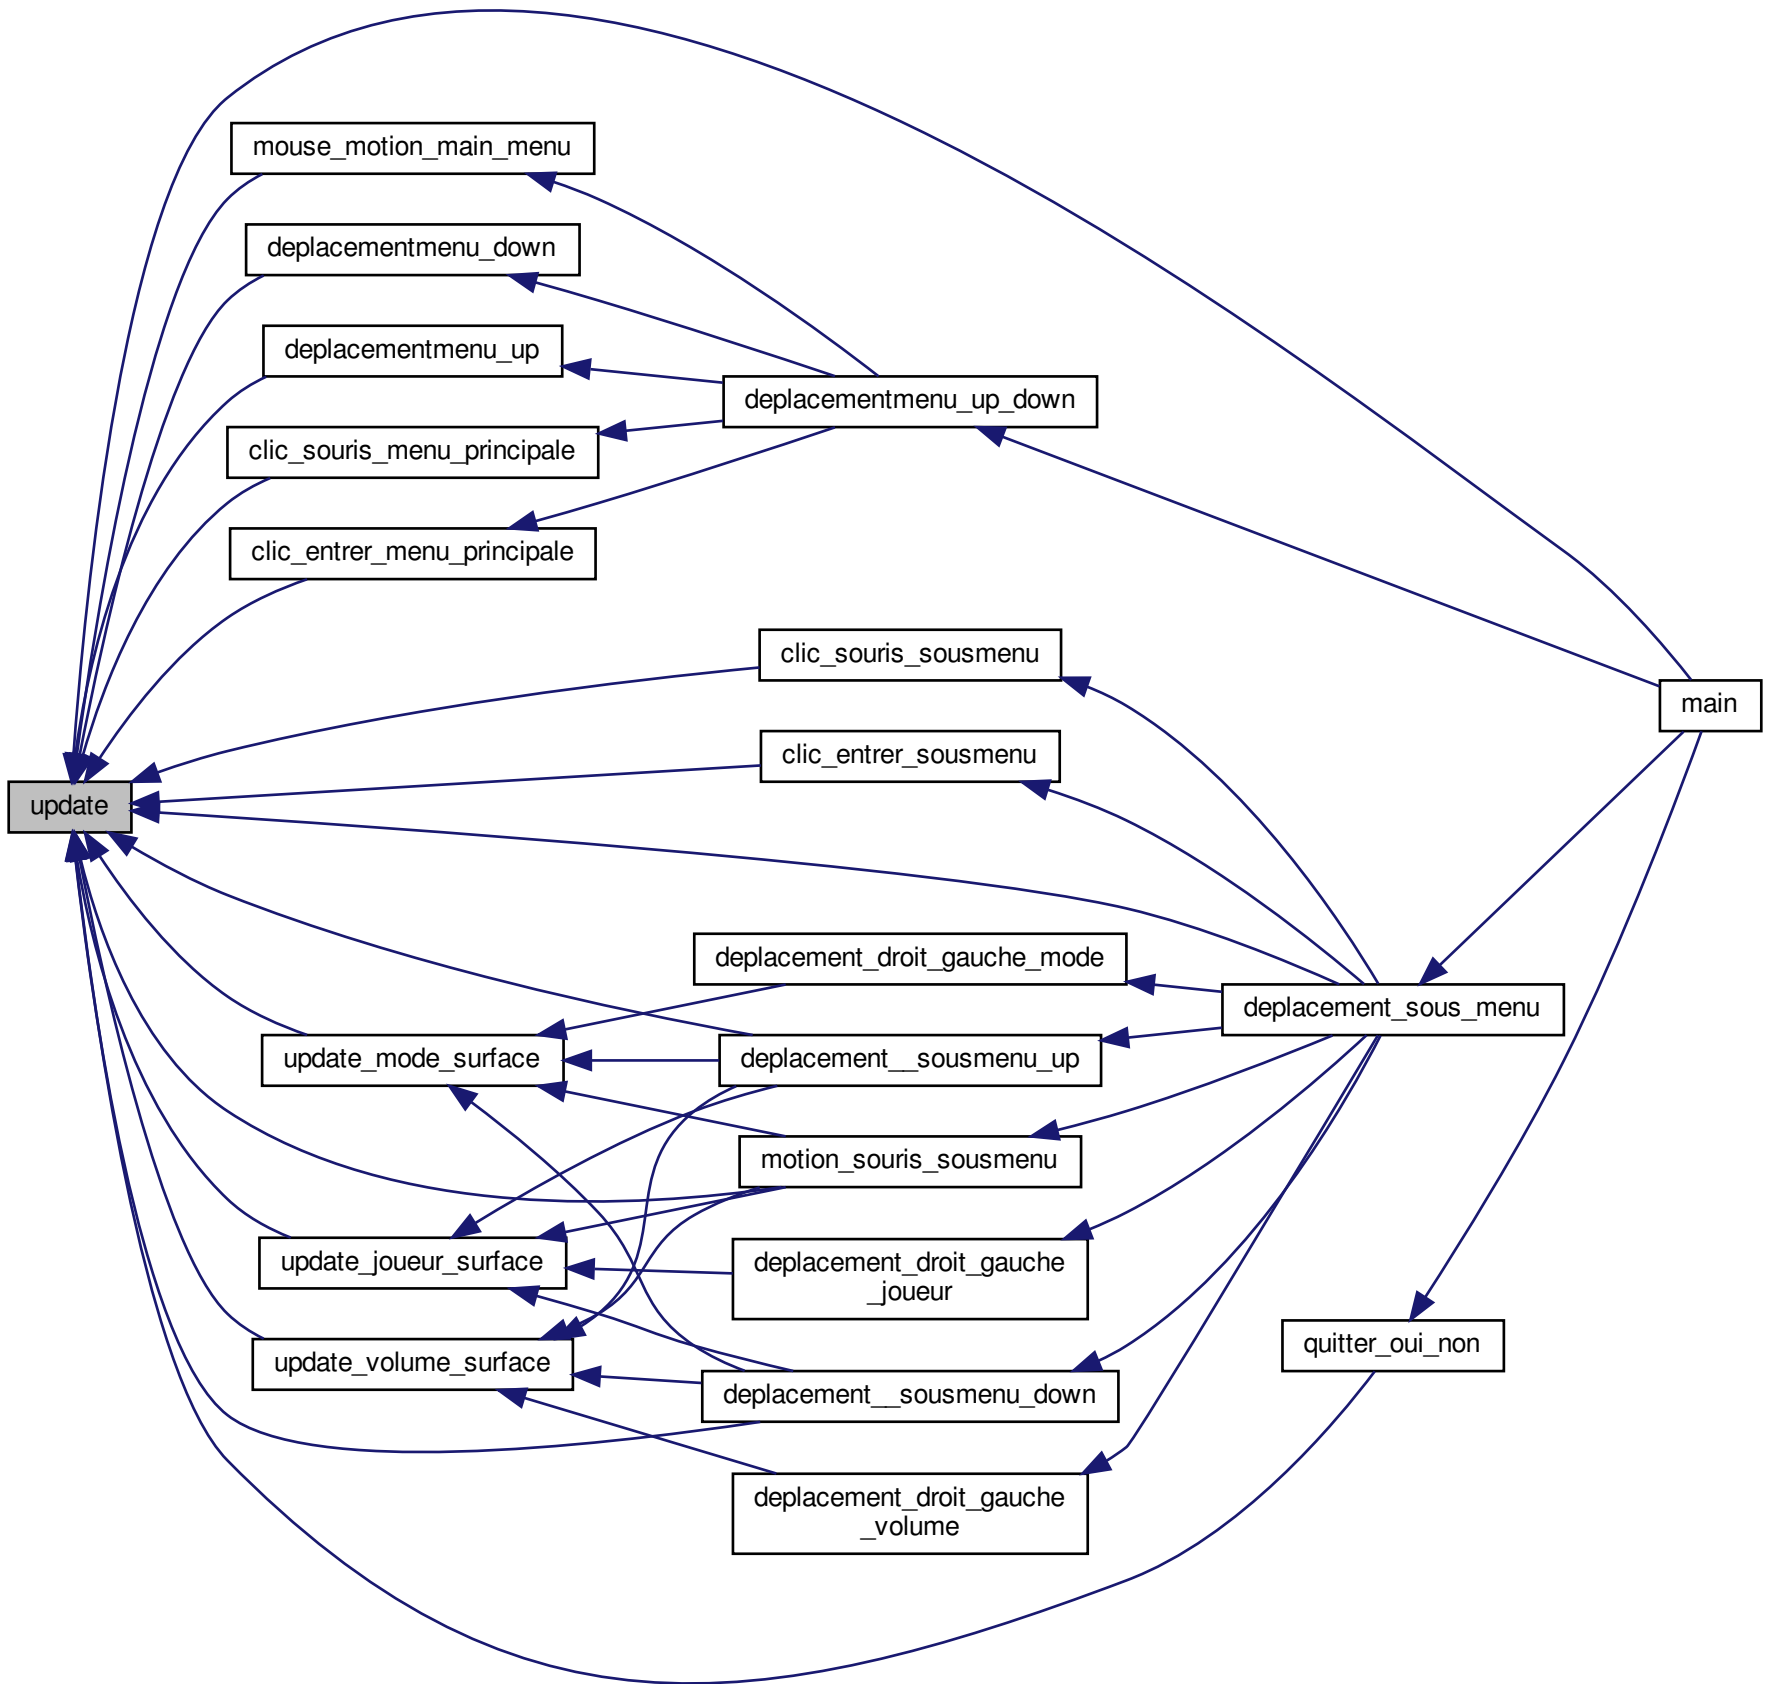 mouse_motion_main_menu
deplacementmenu_down
deplacementmenu_up
deplacementmenu_up_down
clic_souris_menu_principale
clic_entrer_menu_principale
clic_souris_sousmenu
main
clic_entrer_sousmenu
update
deplacement_droit_gauche_mode
deplacement_sous_menu
update_mode_surface
deplacement__sousmenu_up
motion_souris_sousmenu
update_joueur_surface
deplacement_droit_gauche
_joueur
quitter_oui_non
update_volume_surface
deplacement__sousmenu_down
deplacement_droit_gauche
_volume